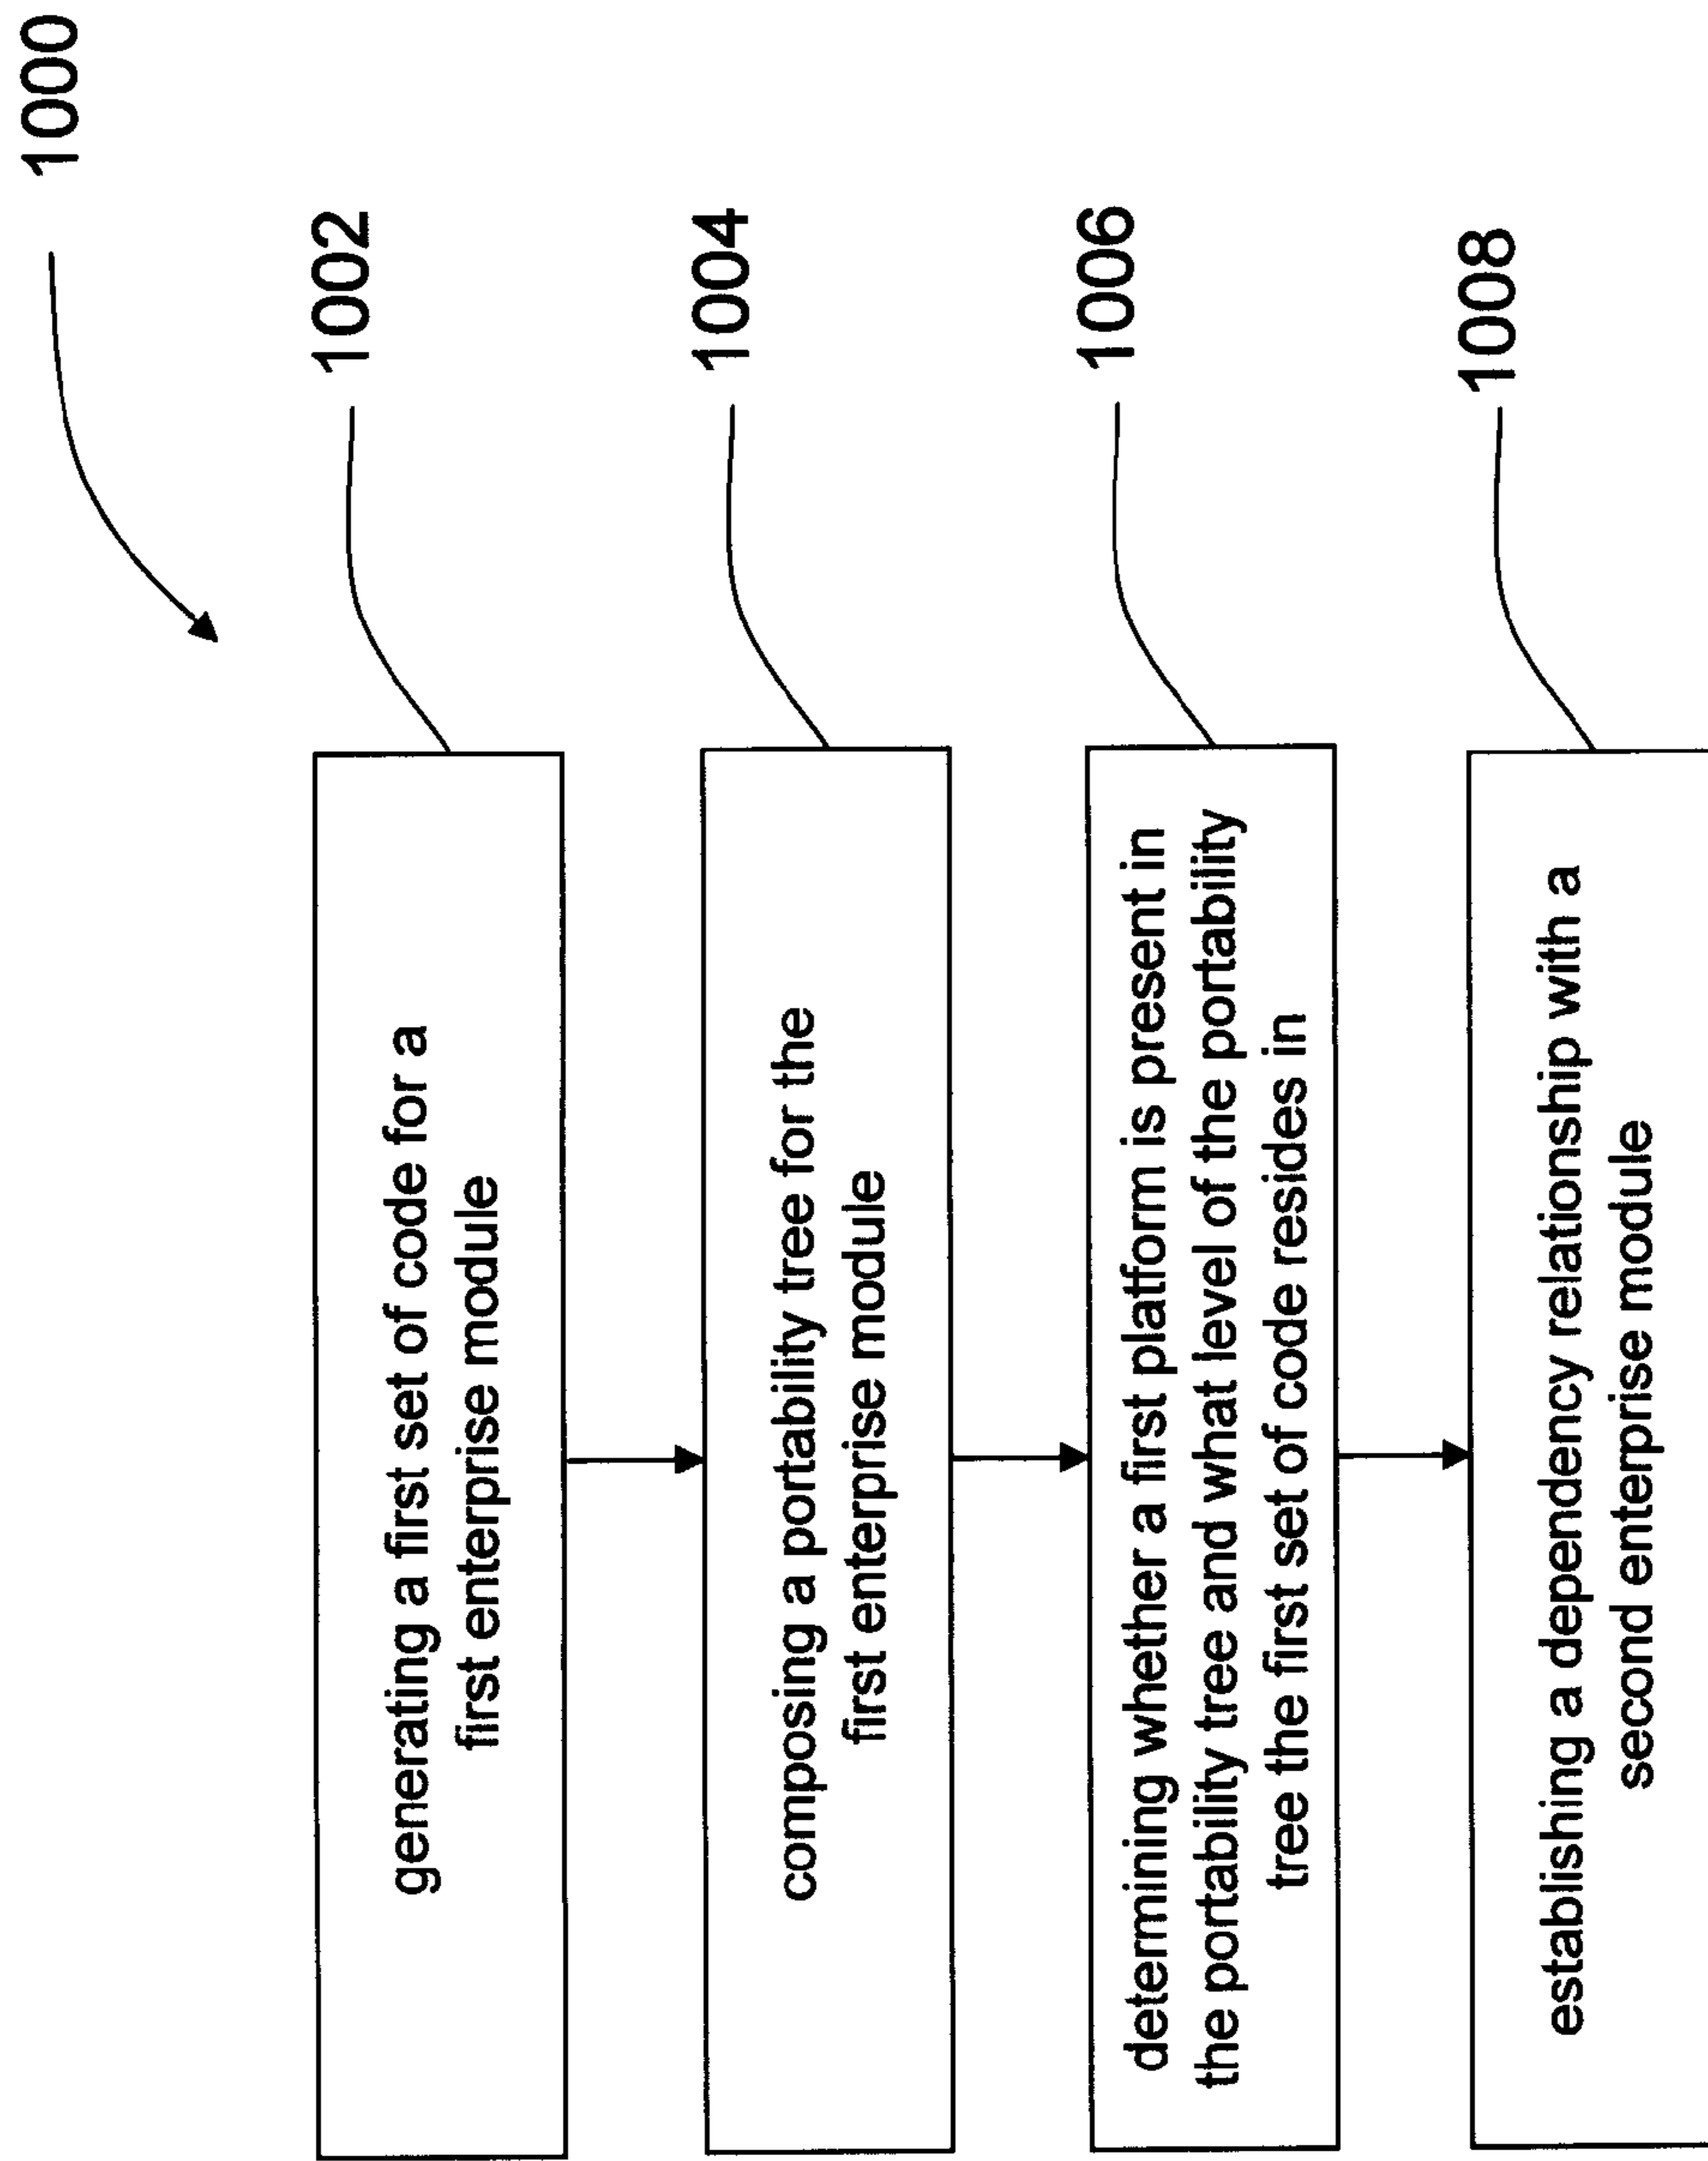 1000
generating a first set of code for a
first enterprise module
1002
composing a portability tree for the
first enterprise module
1004
determining whether a first platform is present in
the portability tree and what level of the portability
tree the first set of code resides in
1006
establishing a dependency relationship with a
second enterprise module
1008